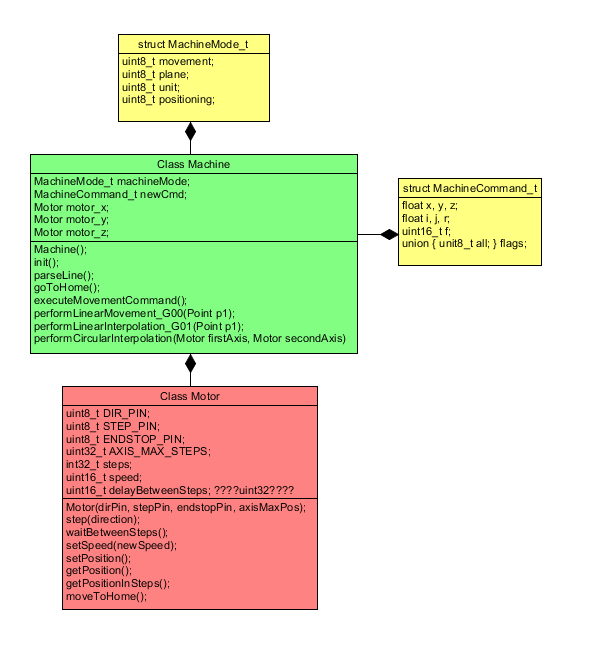 struct MachineMode_t
uint8_t movement;
uint8_t plane;
uint8_t unit;
uint8_t positioning;
Class Machine
MachineMode_t machineMode;
MachineCommand_t newCmd;
Motor motor_x;
Motor motor_y;
Motor motor_z;
Machine();
init();
parseLine();
goToHome();
executeMovementCommand();
performLinearMovement_G00(Point p1);
performLinearInterpolation_G01(Point p1);
performCircularInterpolation(Motor firstAxis, Motor secondAxis)
struct MachineCommand_t
float x, y, z;
float i, j, r;
uint16_t f;
union { unit8_t all; } flags;
Class Motor
uint8_t DIR_PIN;
uint8_t STEP_PIN;
uint8_t ENDSTOP_PIN;
uint32_t AXIS_MAX_STEPS;
int32_t steps;
uint16_t speed;
uint16_t delayBetweenSteps; ????uint32????
Motor(dirPin, stepPin, endstopPin, axisMaxPos);
step(direction);
waitBetweenSteps();
setSpeed(newSpeed);
setPosition();
getPosition();
getPositionInSteps();
moveToHome();